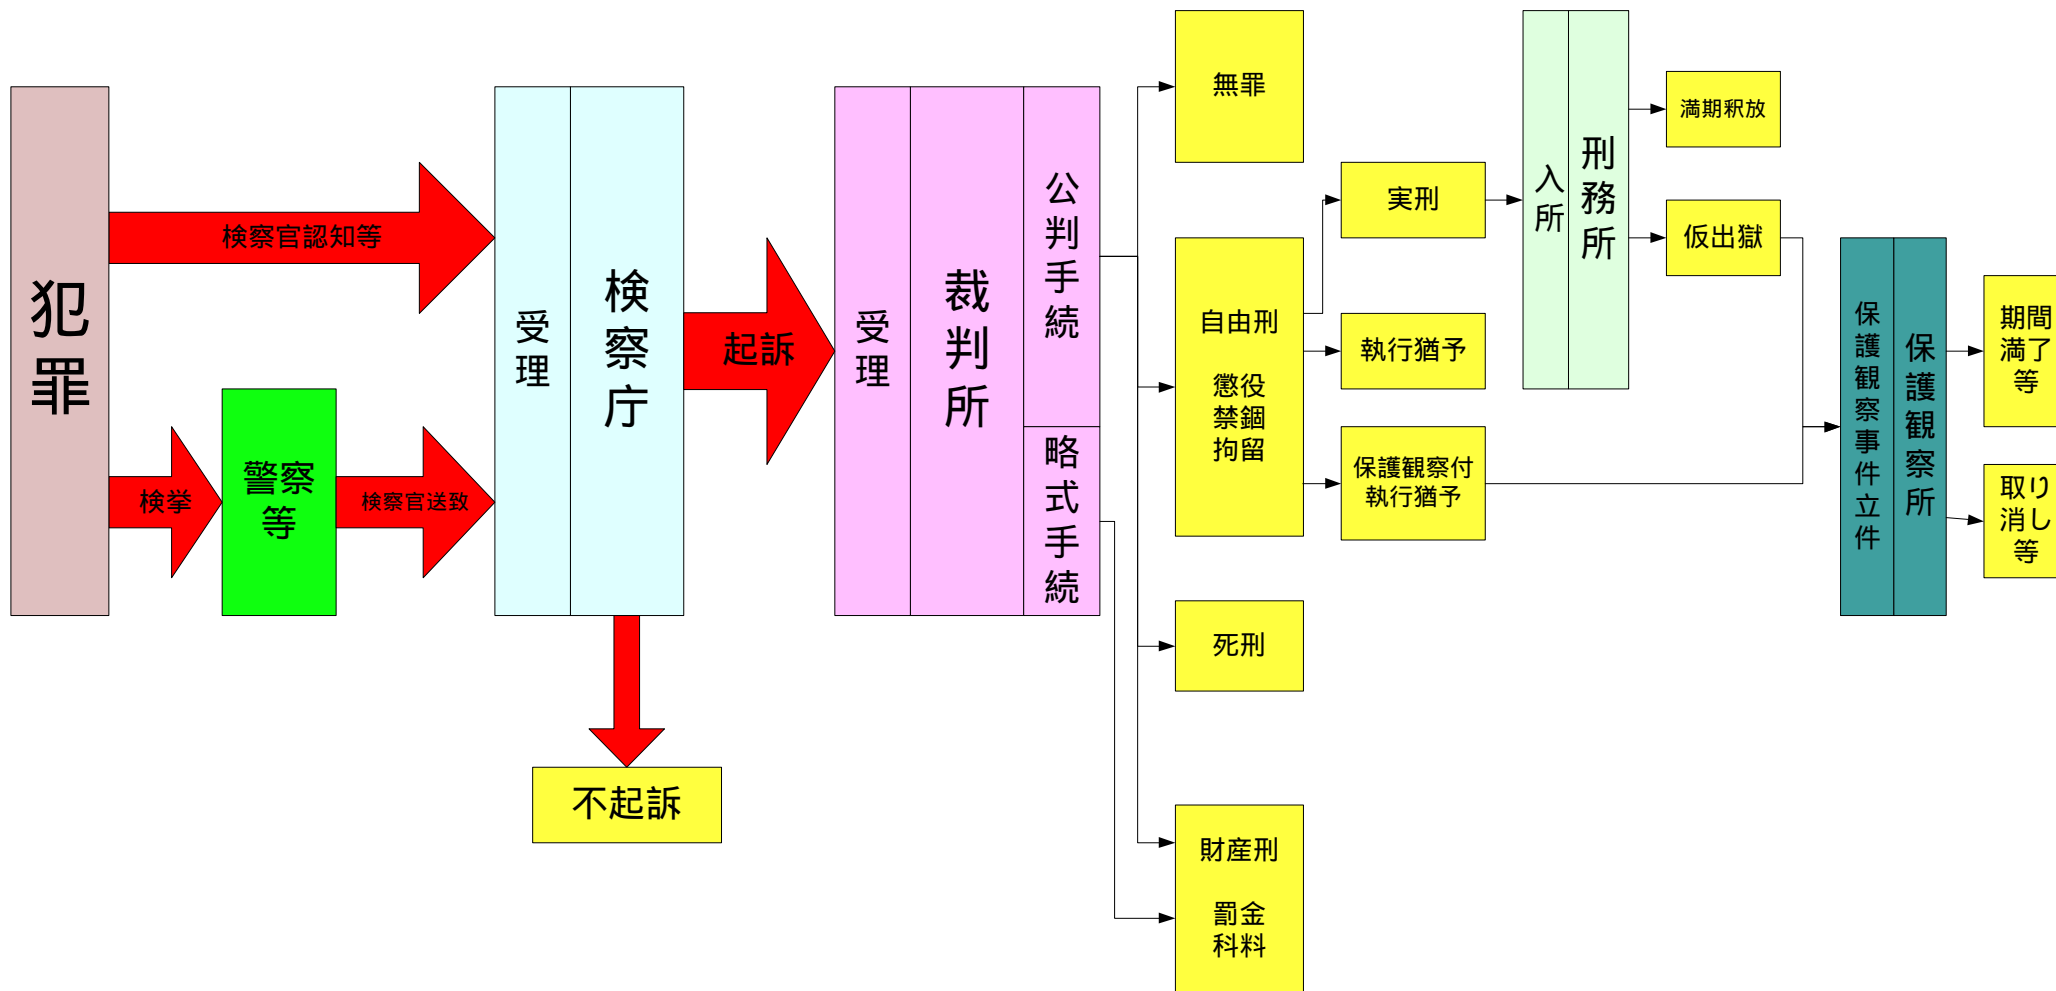 犯罪
検察官認知等
検挙
警察
等
検察官送致
受理
検察庁
不起訴
起訴
受理
裁判所
公判手続
略式手続
無罪
自由刑
懲役
禁錮
拘留
死刑
財産刑
罰金
科料
実刑
執行猶予
保護観察付
執行猶予
入所
刑務所
満期釈放
仮出獄
保護観察事件立件
保護観察所
期間
満了
等
取り
消し
等